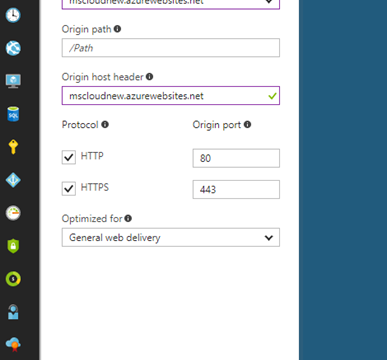 mscloudnew.azurewebsites.net
Origin path
/Path
Origin host header
mscloudnew.azurewebsites.net
Protocol Origin port
HTTP 80
HTTPS 443
Optimized for
General web delivery
SQL